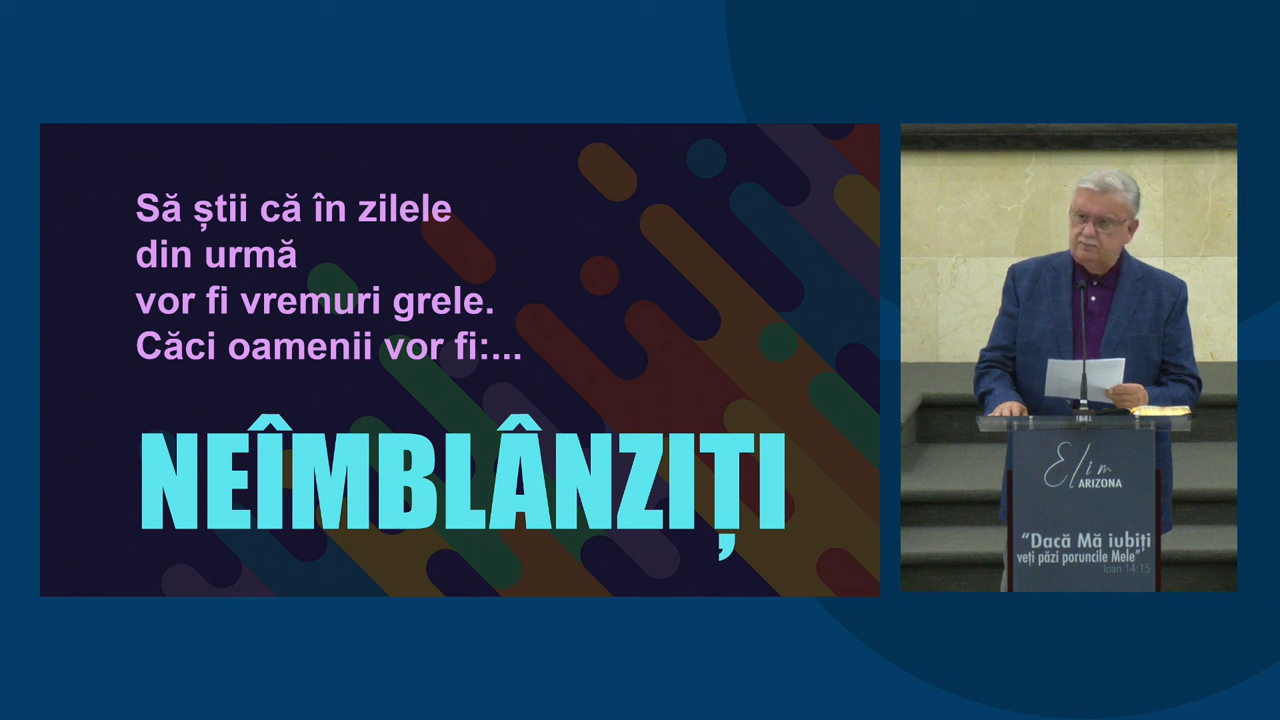 Să știi că în zilele
din urmă
vor fi vremuri grele.
Căci oamenii vor fi:...
NEÎMBLÂNZIȚI
Elim
ARIZONA
“Dacă Mă iubiți
veți păzi poruncile Mele”
Ioan 14:15